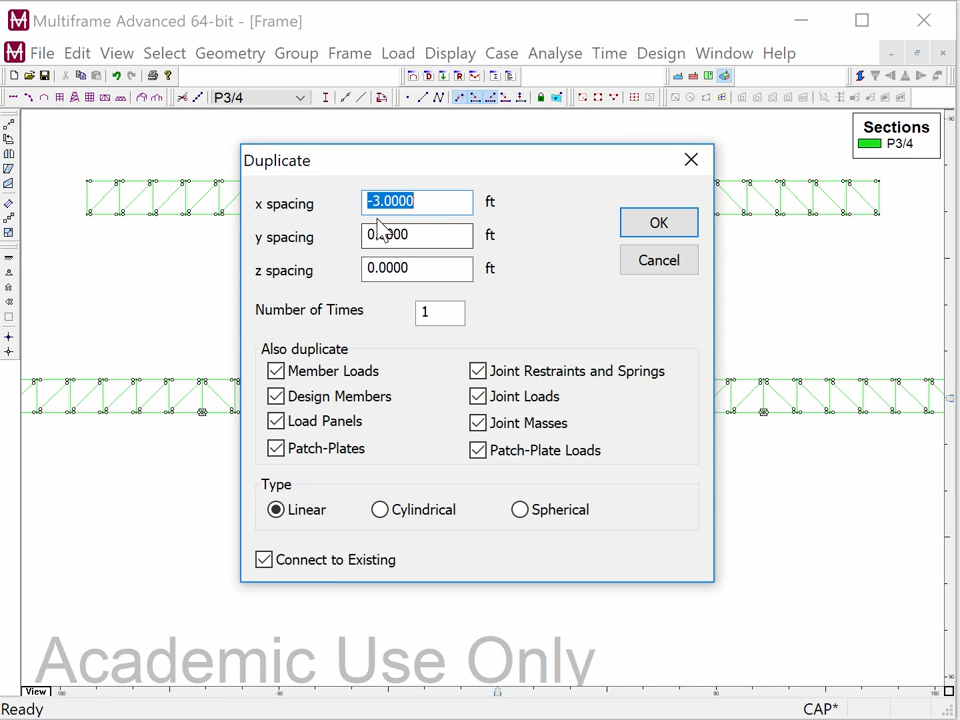 Multiframe Advanced 64-bit - [Frame]
File Edit View Select Geometry Group Frame Load Display Case Analyse Time Design Window Help
P3/4
Sections
P3/4
Duplicate
x spacing -3.0000 ft
y spacing ft
z spacing 0.0000 ft
OK
Cancel
Number of Times 1
Also duplicate
Member Loads
Joint Restraints and Springs
Design Members
Joint Loads
Load Panels
Joint Masses
Patch-Plates
Patch-Plate Loads
Type
Linear Cylindrical Spherical
Connect to Existing
Academic Use Only
View
-90
90
Ready
CAP*